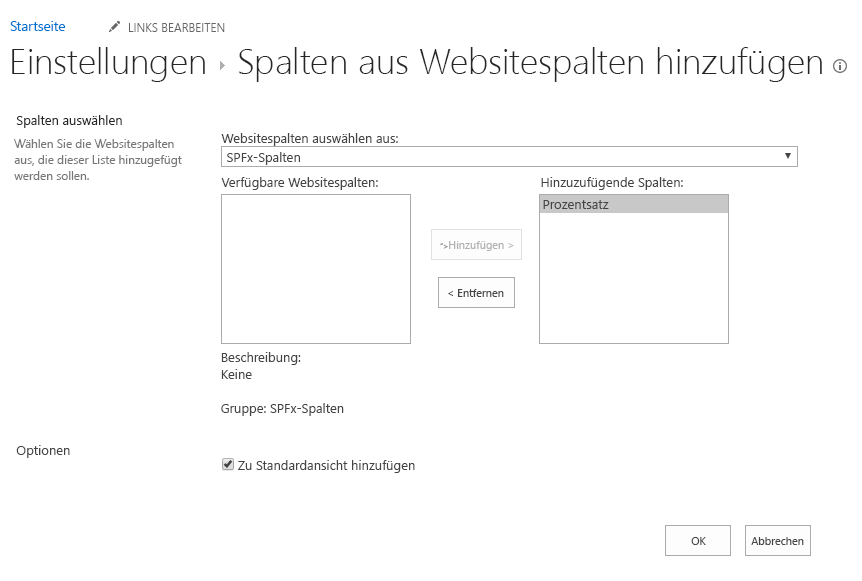 Startseite LINKS BEARBEITEN
Einstellungen ▸ Spalten aus Websitespalten hinzufügen
Spalten auswählen
Wählen Sie die Websitespalten
aus, die dieser Liste hinzugefügt
werden sollen.
Websitespalten auswählen aus:
SPFx-Spalten
Verfügbare Websitespalten:
Hinzuzufügende Spalten:
Prozentsatz
Hinzufügen >
< Entfernen
Beschreibung:
Keine
Gruppe: SPFx-Spalten
Optionen
Zu Standardansicht hinzufügen
OK
Abbrechen